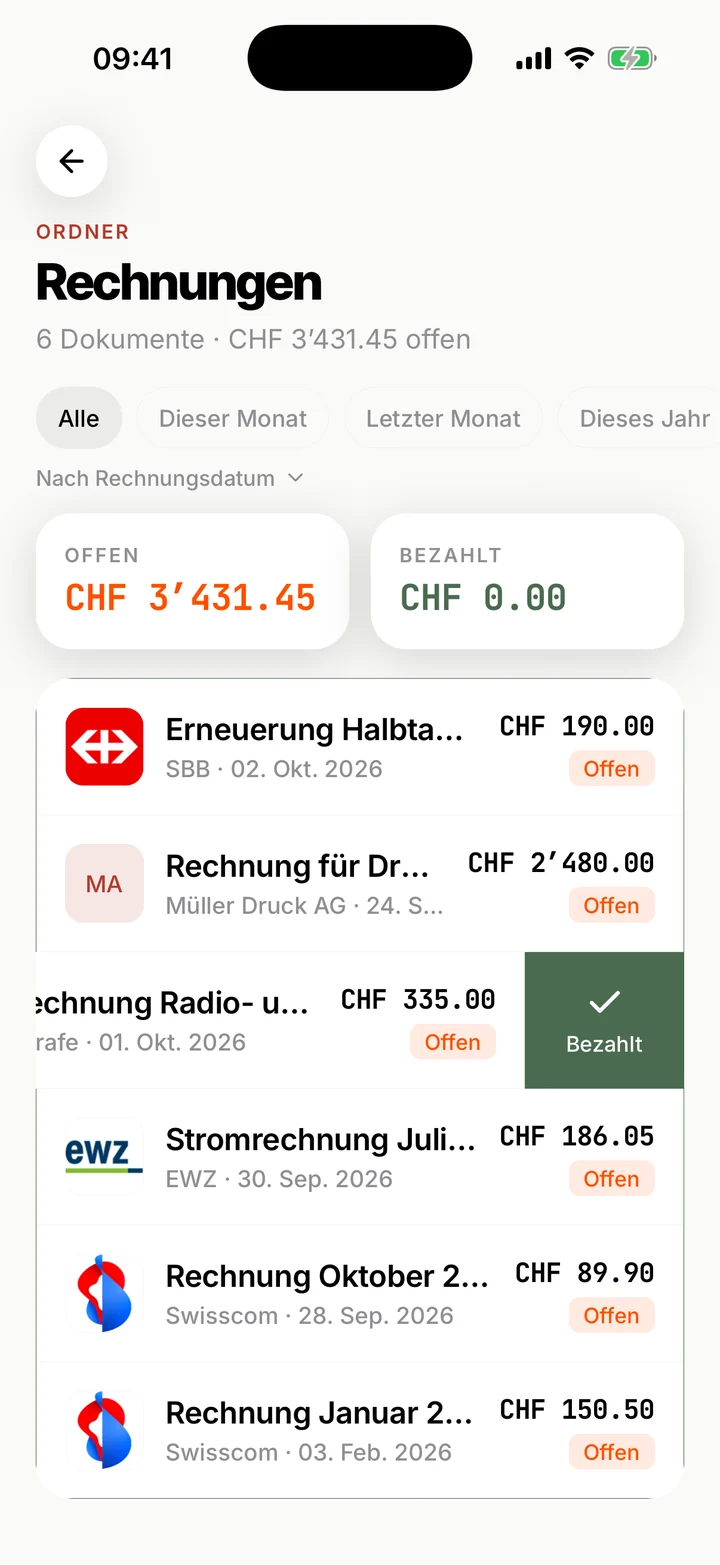 09:41
ORDNER
Rechnungen
6 Dokumente · CHF 3’431.45 offen
Alle Dieser Monat Letzter Monat Dieses Jahr
Nach Rechnungsdatum
OFFEN BEZAHLT
CHF 3’431.45 CHF 0.00
Erneuerung Halbta... CHF 190.00
SBB · 02. Okt. 2026 Offen
MA
Rechnung für Dr... CHF 2’480.00
Müller Druck AG · 24. S... Offen
echnung Radio- u... CHF 335.00
rafe · 01. Okt. 2026 Offen Bezahlt
ewz
Stromrechnung Juli... CHF 186.05
EWZ · 30. Sep. 2026 Offen
Rechnung Oktober 2... CHF 89.90
Swisscom · 28. Sep. 2026 Offen
Rechnung Januar 2... CHF 150.50
Swisscom · 03. Feb. 2026 Offen